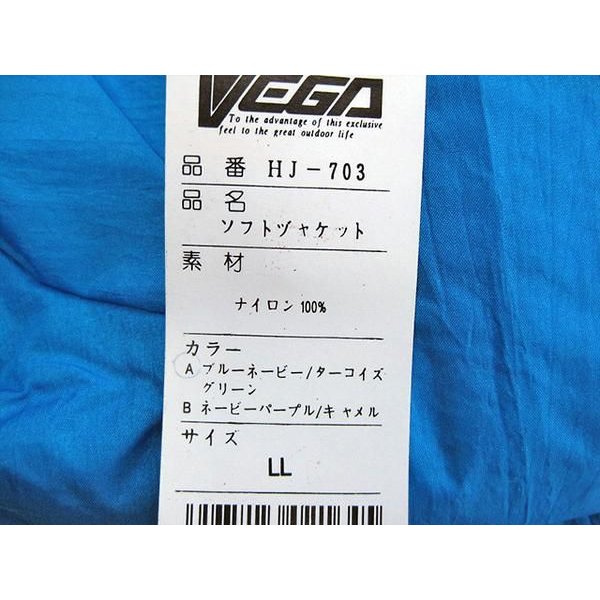 VEGA
To the advantage of this exclusive
feel to the great outdoor life
品 番 HJ－703
品 名
ソフトヅャケット
素 材
ナイロン 100%
カラー
A ブルーネービー/ターコイズ
グリーン
B ネービーパープル/キャメル
サイズ
LL